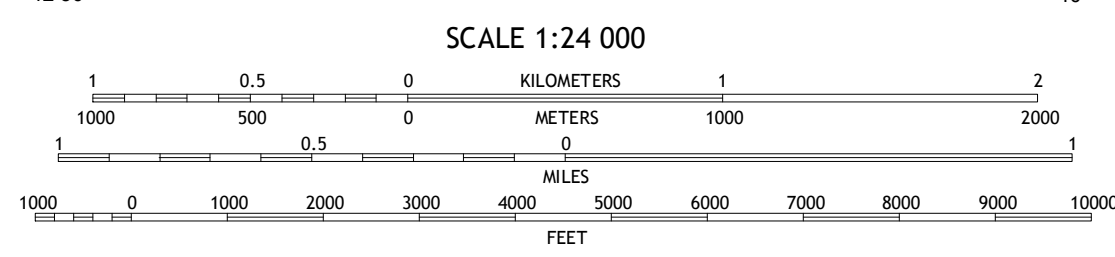 SCALE 1:24 000
1 0.5 0 KILOMETERS 1 2
1000 500 0 METERS 1000 2000
1 0.5 0 1
MILES
1000 0 1000 2000 3000 4000 5000 6000 7000 8000 9000 10000
FEET